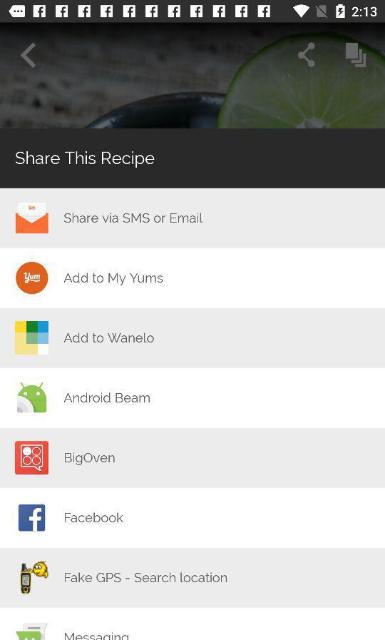 2:13
Share This Recipe
Share via SMS or Email
Yum
Add to My Yums
Add to Wanelo
Android Beam
BigOven
Facebook
Fake GPS - Search location
Messaging